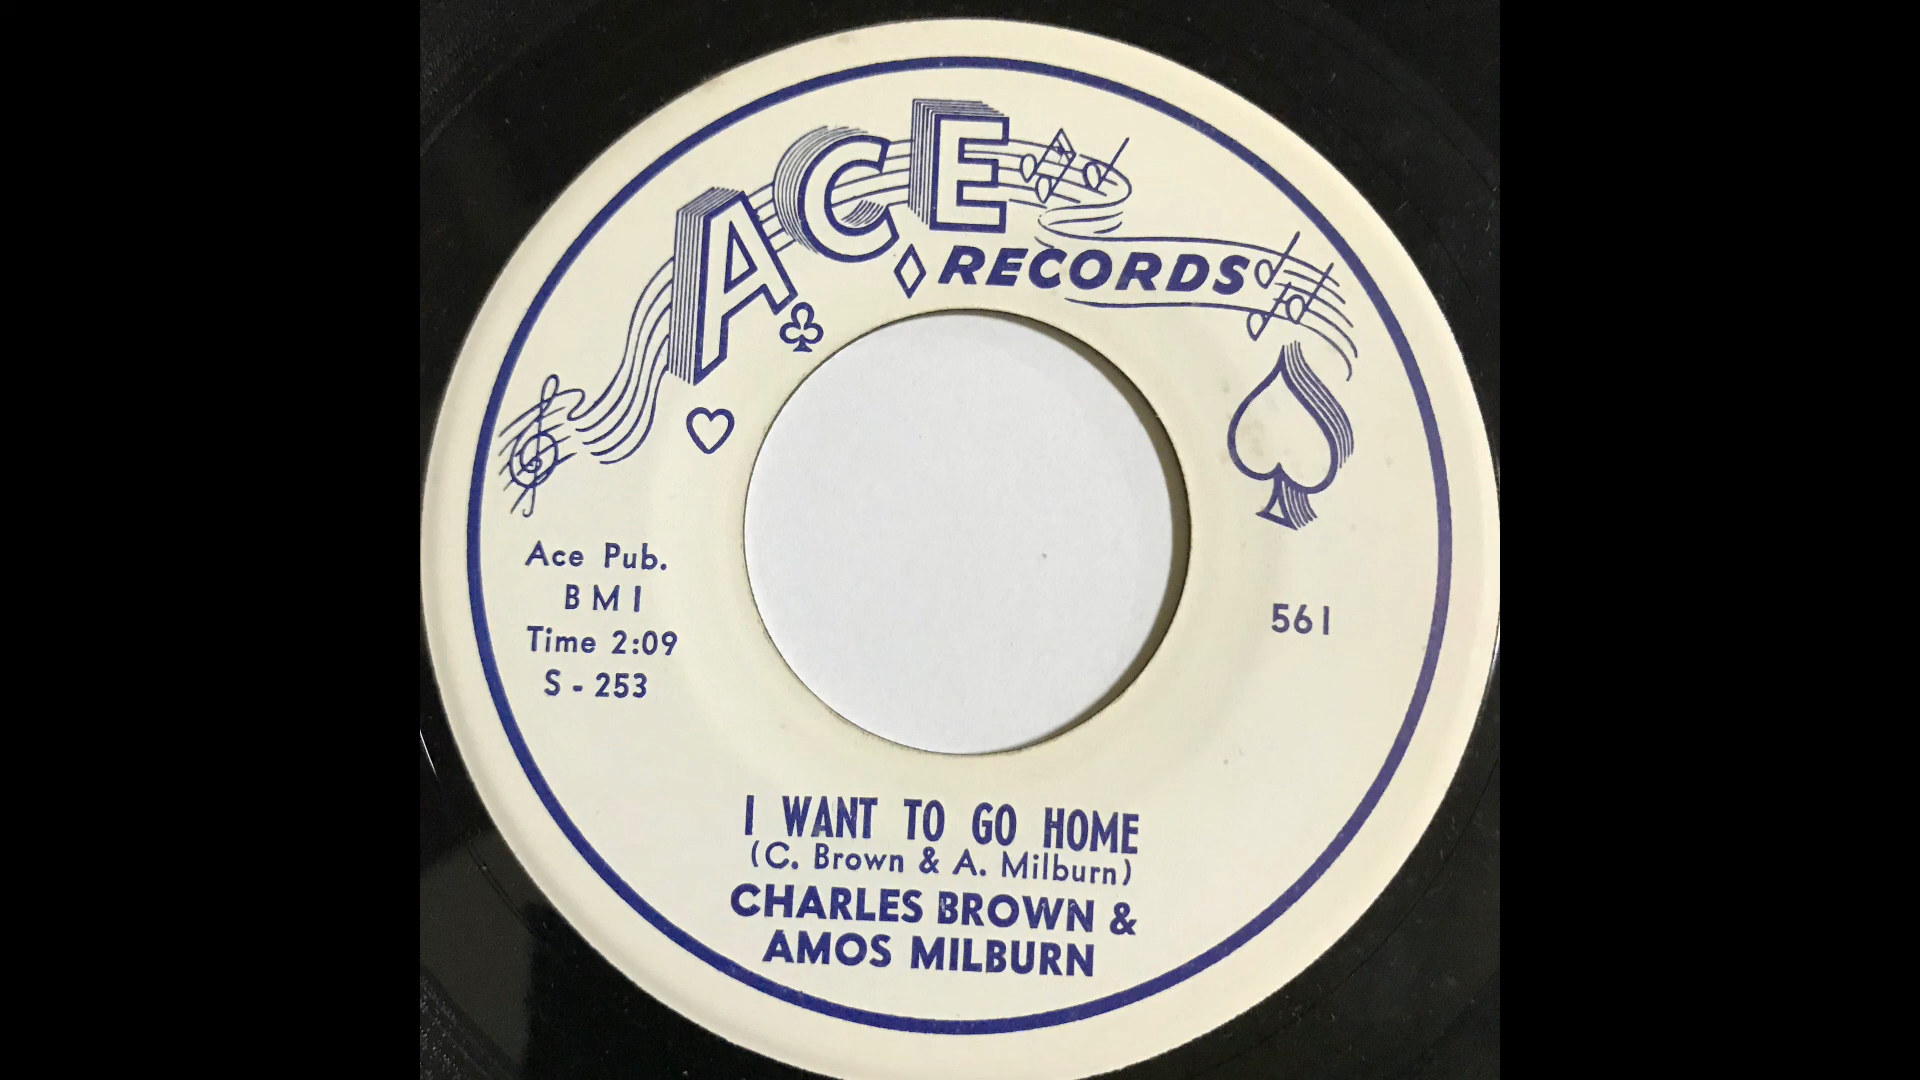 ACE
RECORDS
Ace Pub.
BMI
Time 2:09
S - 253
561
I WANT TO GO HOME
(C. Brown & A. Milburn)
CHARLES BROWN &
AMOS MILBURN